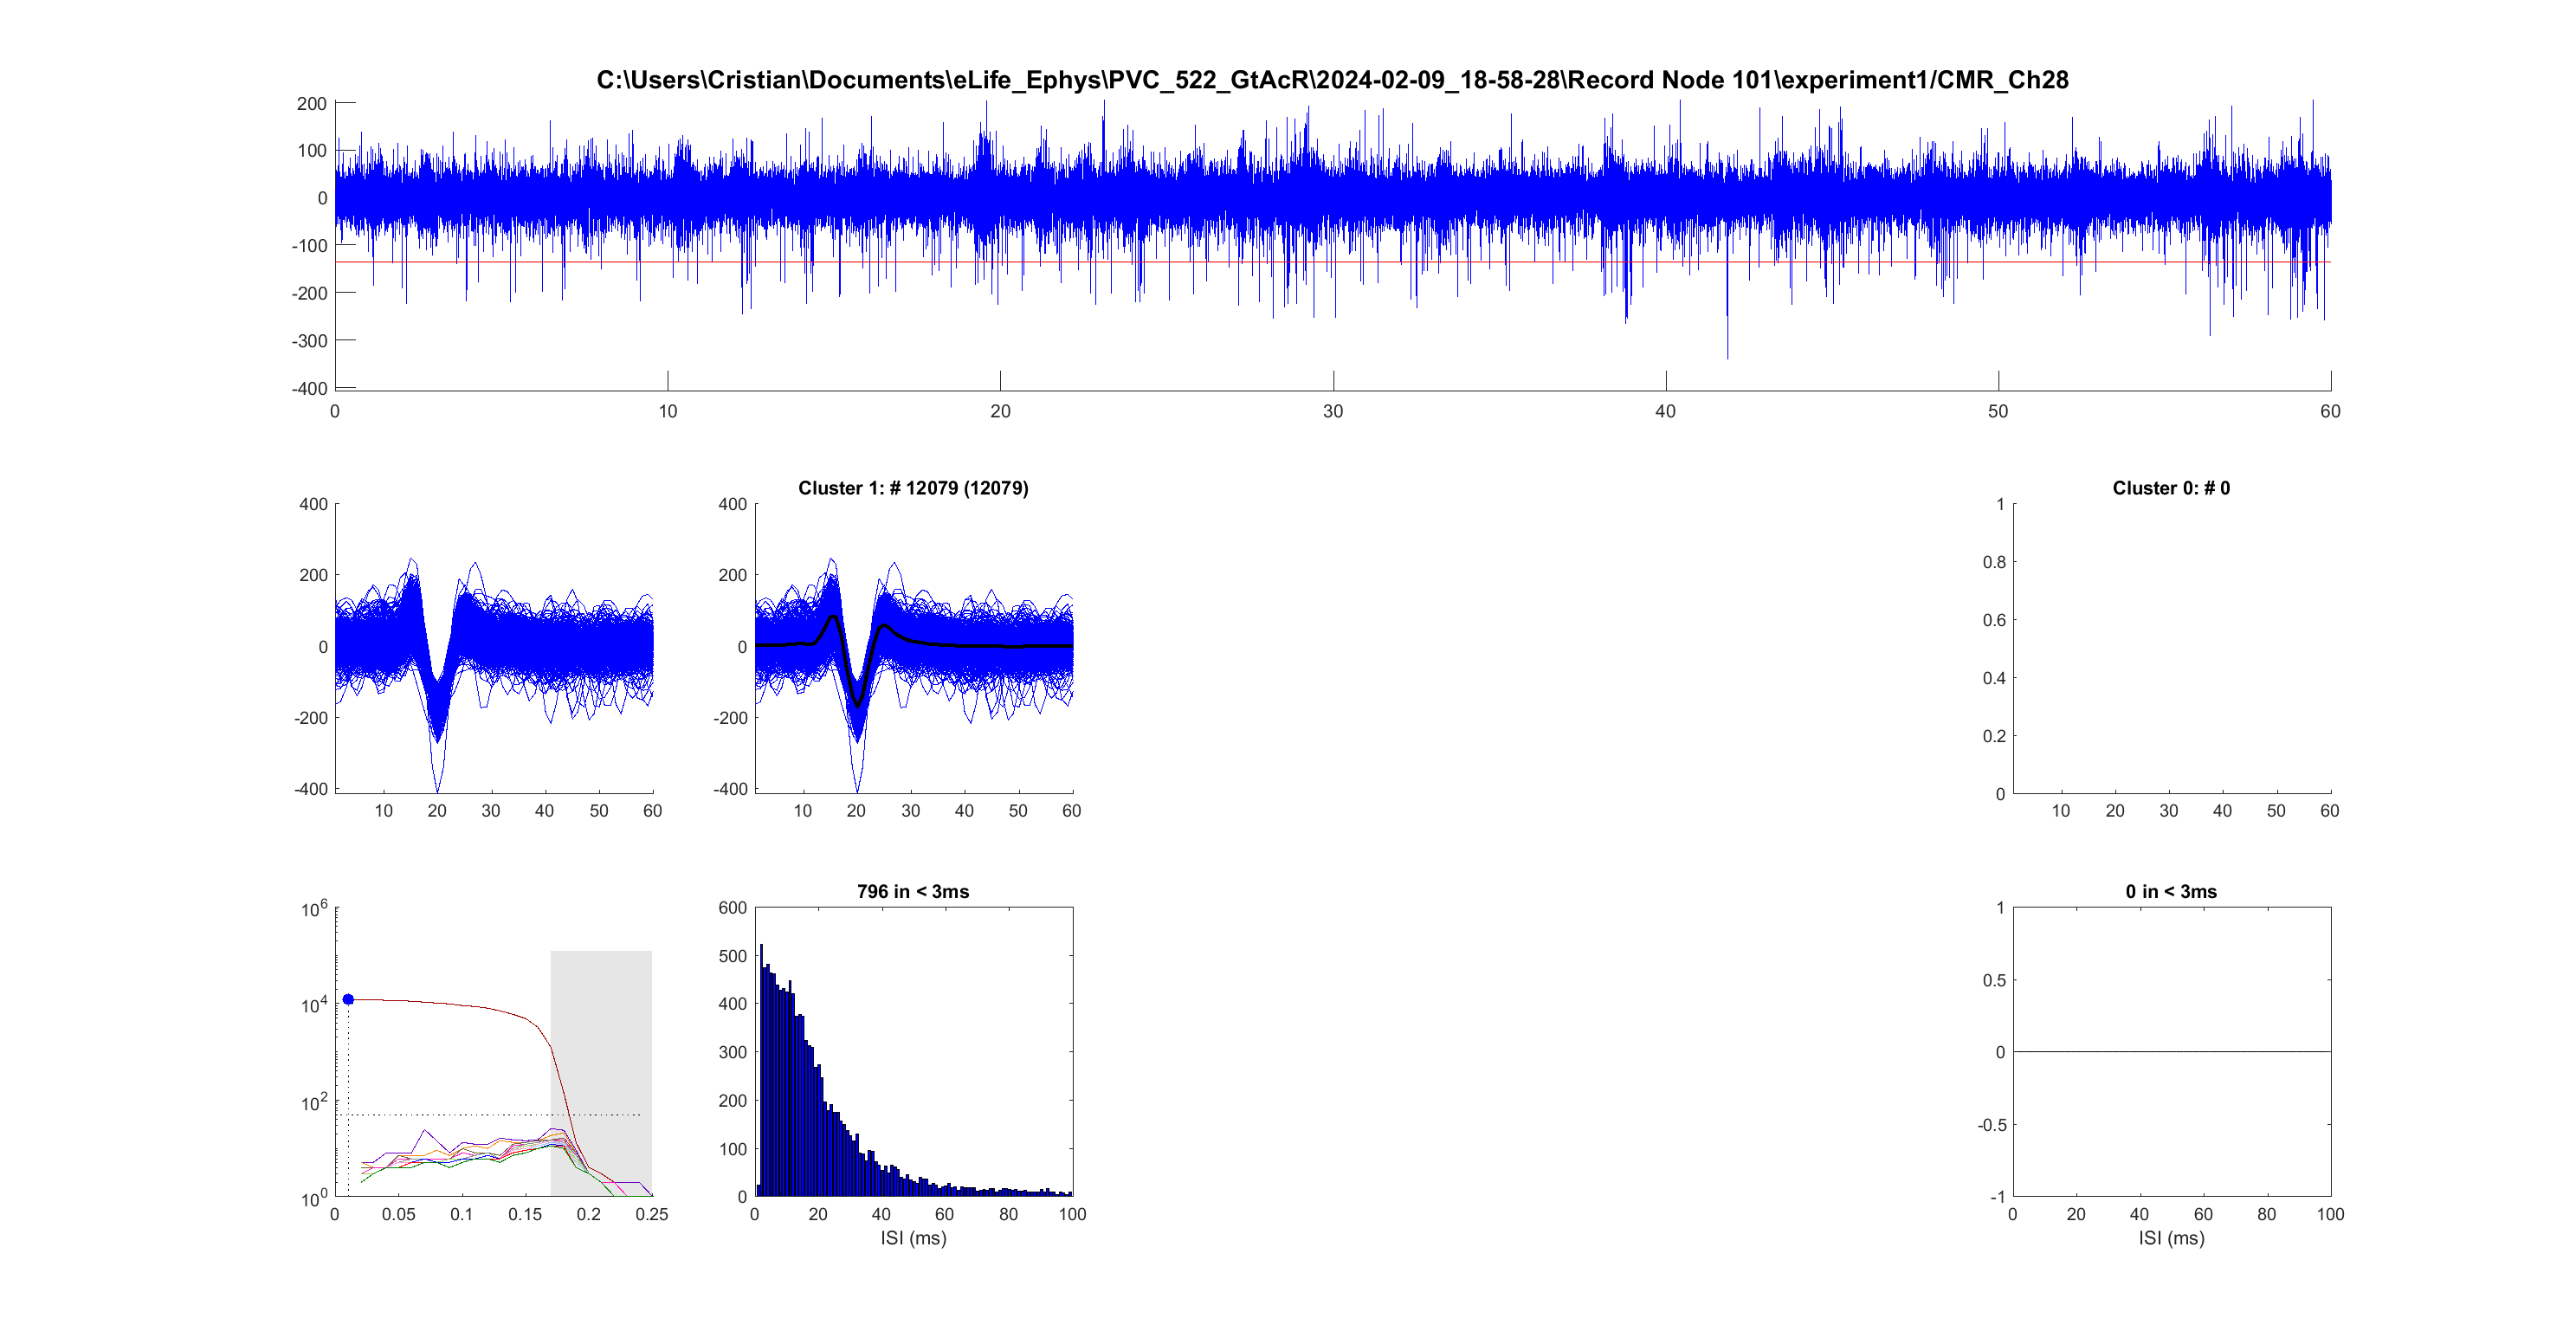 C:\Users\Cristian\Documents\eLife_Ephys\PVC_522_GtAcR\2024-02-09_18-58-28\Record Node 101\experiment1/CMR_Ch28
200
100
0
-100
-200
-300
-400
0 10 20 30 40 50 60
400
200
0
-200
-400
10 20 30 40 50 60
Cluster 1: # 12079 (12079)
400
200
0
-200
-400
10 20 30 40 50 60
Cluster 0: # 0
1
0.8
0.6
0.4
0.2
0
10 20 30 40 50 60
10^6
10^4
10^2
10^0
0 0.05 0.1 0.15 0.2 0.25
796 in < 3ms
600
500
400
300
200
100
0
0 20 40 60 80 100
ISI (ms)
0 in < 3ms
1
0.5
0
-0.5
-1
0 20 40 60 80 100
ISI (ms)